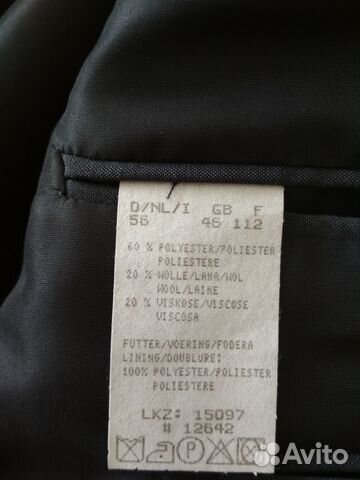 D/NL/I GB F
56 46 112
60 % POLYESTER/POLIESTER
POLIESTERE
20 % WOLLE/LANA/WOL
WOOL/LAINE
20 % VISKOSE/VISCOSE
VISCOSA
FUTTER/VOERING/FODERA
LINING/DOUBLURE:
100% POLYESTER/POLIESTER
POLIESTERE
LKZ: 15097
# 12642
P
Avito